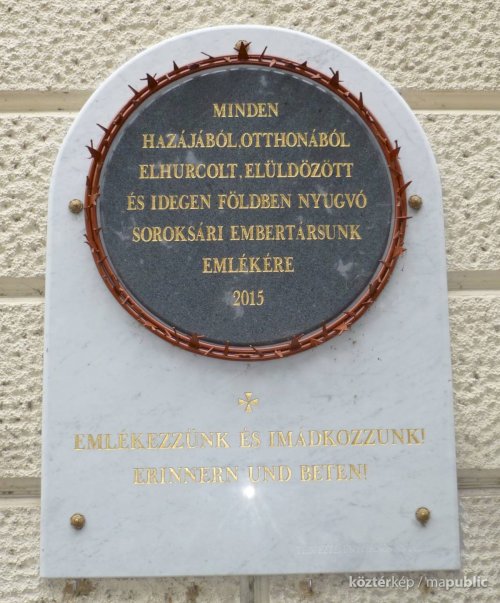 MINDEN
HAZÁJÁBÓL, OTTHONÁBÓL
ELHURCOLT, ELÜLDÖZÖTT
ÉS IDEGEN FÖLDBEN NYUGVÓ
SOROKSÁRI EMBERTÁRSUNK
EMLÉKÉRE
2015
EMLÉKEZZÜNK ÉS IMÁDKOZZUNK!
ERINNERN UND BETEN!
köztérkép / mapublic